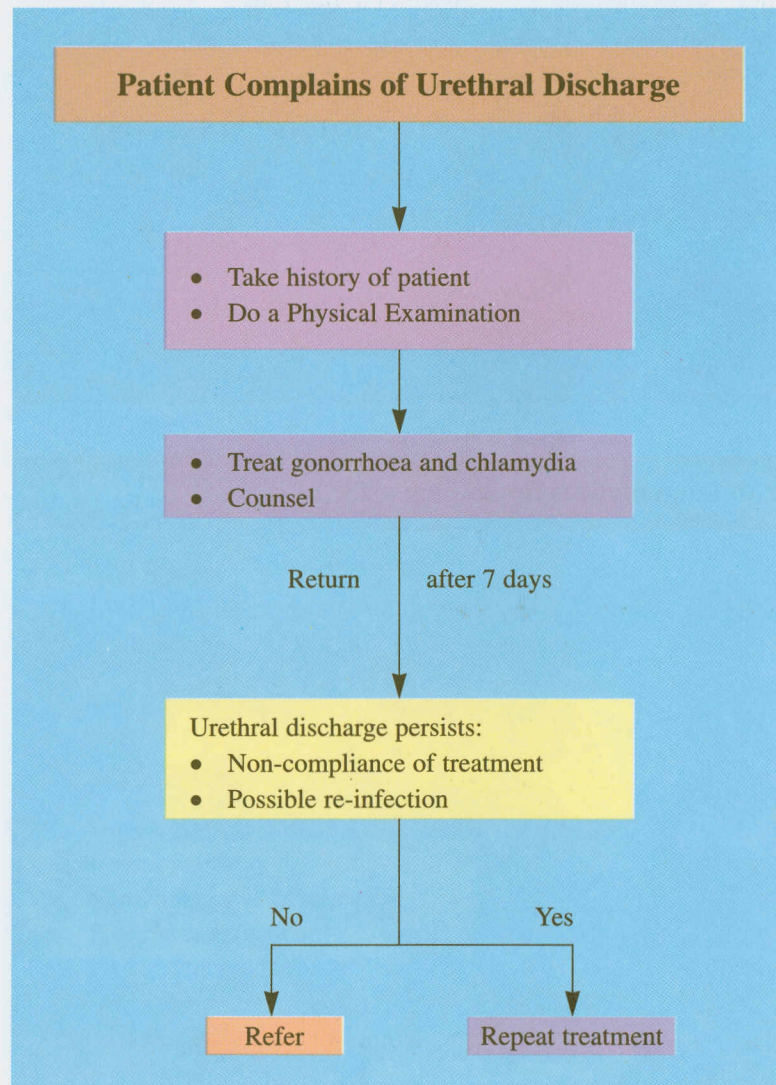 Patient Complains of Urethral Discharge
● Take history of patient
● Do a Physical Examination
● Treat gonorrhoea and chlamydia
● Counsel
Return after 7 days
Urethral discharge persists:
● Non-compliance of treatment
● Possible re-infection
No Yes
Refer Repeat treatment